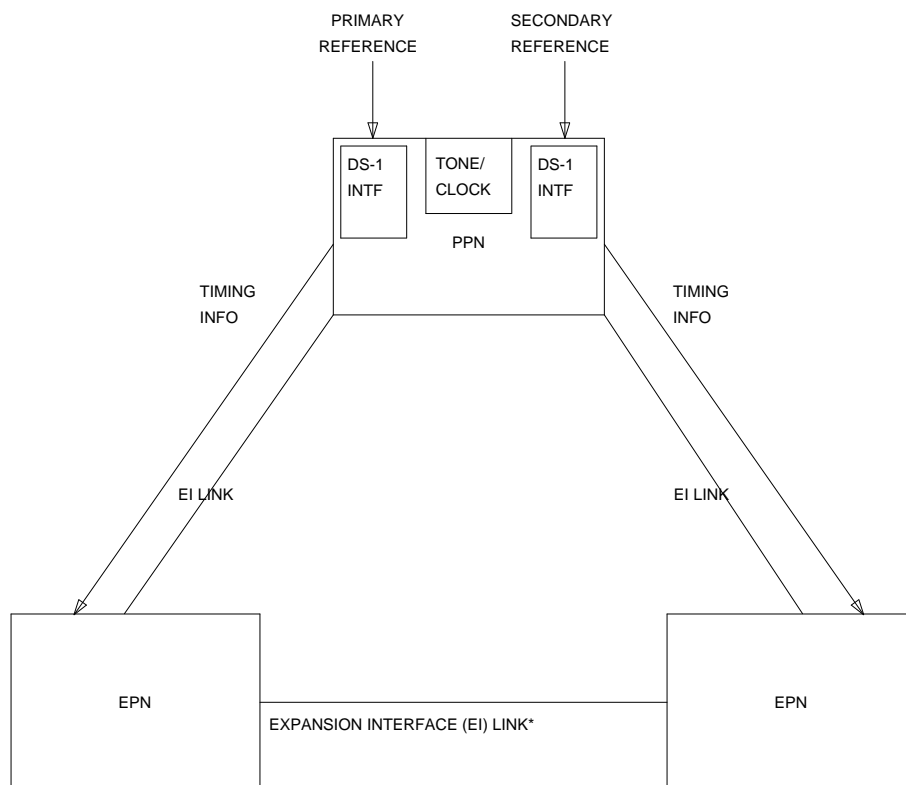 PRIMARY
REFERENCE
SECONDARY
REFERENCE
DS-1
INTF
TONE/
CLOCK
DS-1
INTF
PPN
TIMING
INFO
TIMING
INFO
EI LINK
EI LINK
EPN
EPN
EXPANSION INTERFACE (EI) LINK*